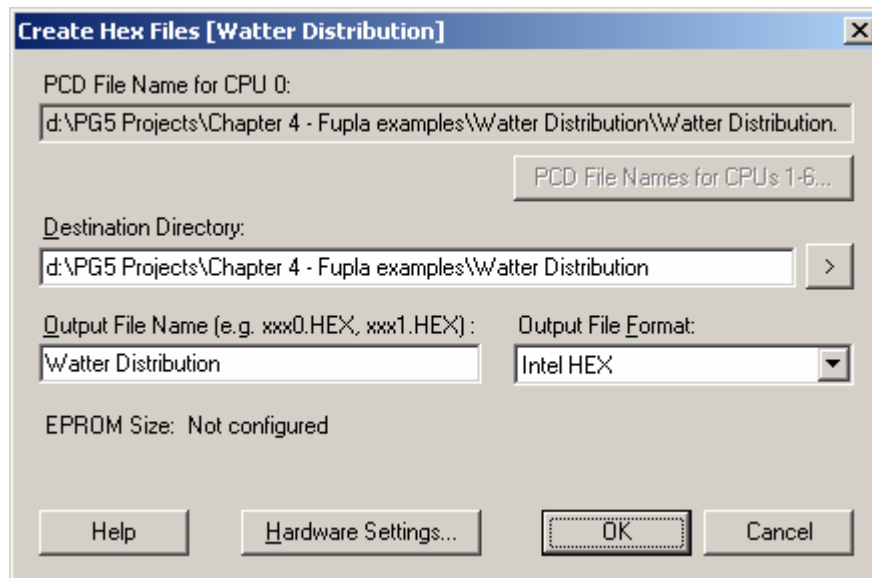 Create Hex Files [Watter Distribution]
PCD File Name for CPU 0:
d:\PG5 Projects\Chapter 4 - Fupla examples\Watter Distribution\Watter Distribution.
PCD File Names for CPUs 1-6...
Destination Directory:
d:\PG5 Projects\Chapter 4 - Fupla examples\Watter Distribution
>
Output File Name (e.g. xxx0.HEX, xxx1.HEX) :
Output File Format:
Watter Distribution
Intel HEX
EPROM Size: Not configured
Help
Hardware Settings...
OK
Cancel